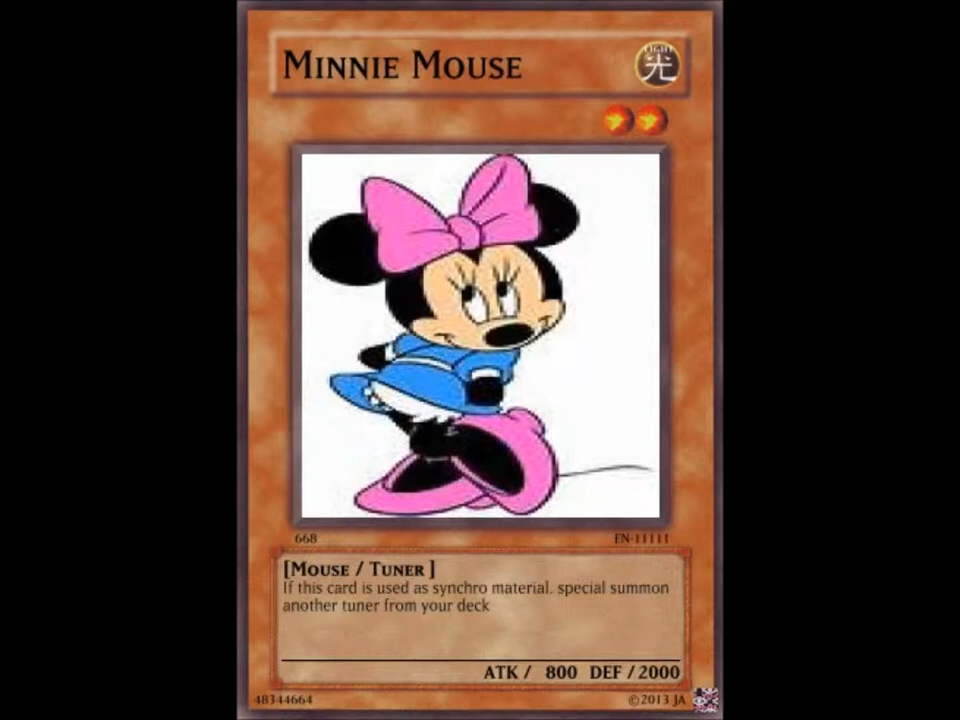 MINNIE MOUSE
LIGHT
光
668
EN-11111
[MOUSE / TUNER ]
If this card is used as synchro material. special summon
another tuner from your deck
ATK / 800 DEF / 2000
48344664
©2013 JA